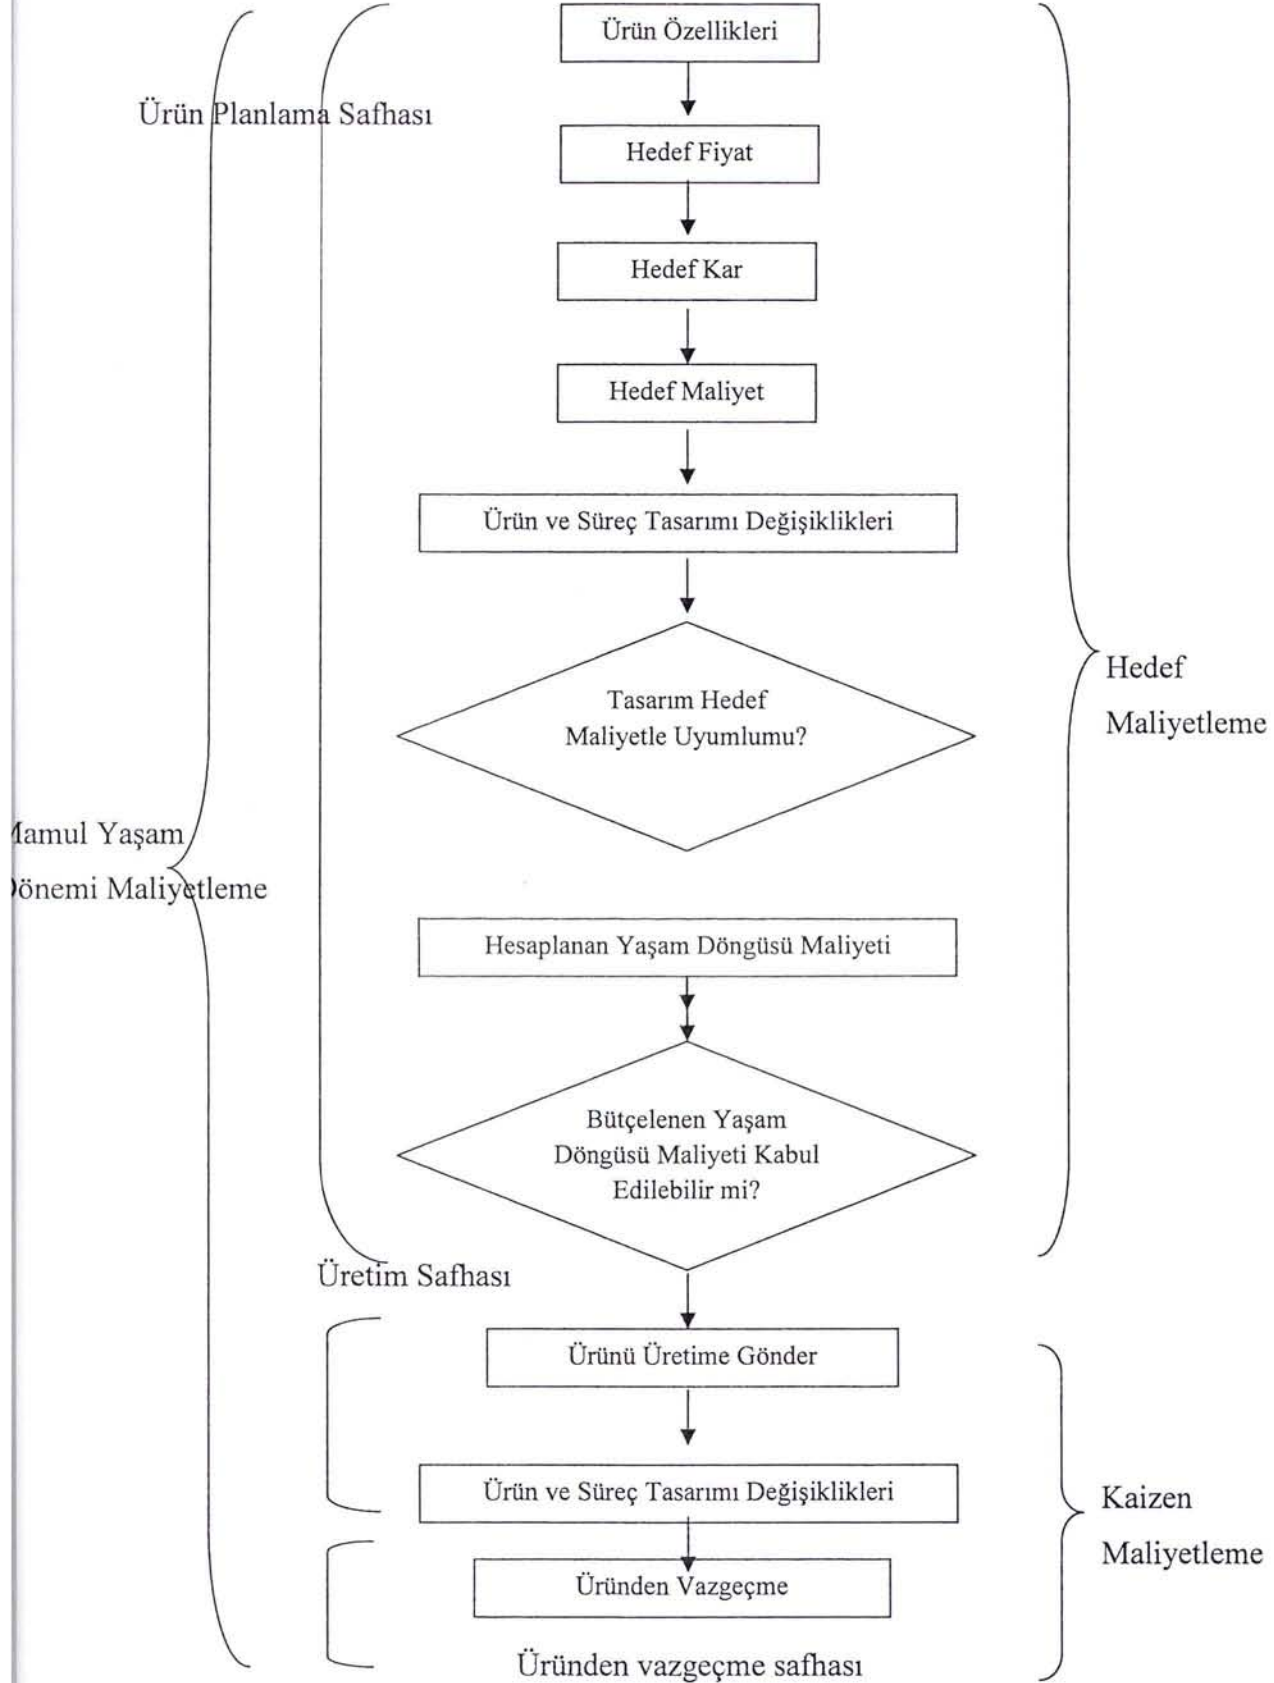 Ürün Özellikleri
Ürün Planlama Safhası
Hedef Fiyat
Hedef Kar
Hedef Maliyet
Ürün ve Süreç Tasarımı Değişiklikleri
Tasarım Hedef
Maliyetle Uyumlumu?
Hedef
Maliyetleme
Yaşam
Maliyetleme
Hesaplanan Yaşam Döngüsü Maliyeti
Bütçelenen Yaşam
Döngüsü Maliyeti Kabul
Edilebilir mi?
Üretim Safhası
Ürünü Üretime Gönder
Ürün ve Süreç Tasarımı Değişiklikleri
Kaizen
Maliyetleme
Üründen Vazgeçme
Üründen vazgeçme safhası